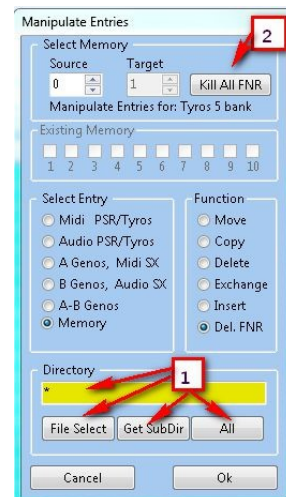 Manipulate Entries
2
Select Memory
Source Target
0 1 Kill All FNR
Manipulate Entries for: Tyros 5 bank
Existing Memory
1 2 3 4 5 6 7 8 9 10
Select Entry Function
Midi PSR/Tyros Move
Audio PSR/Tyros Copy
A Genos, Midi SX Delete
B Genos, Audio SX Exchange
A-B Genos Insert
Memory Del. FNR
Directory
1
*
File Select Get SubDir All
Cancel Ok